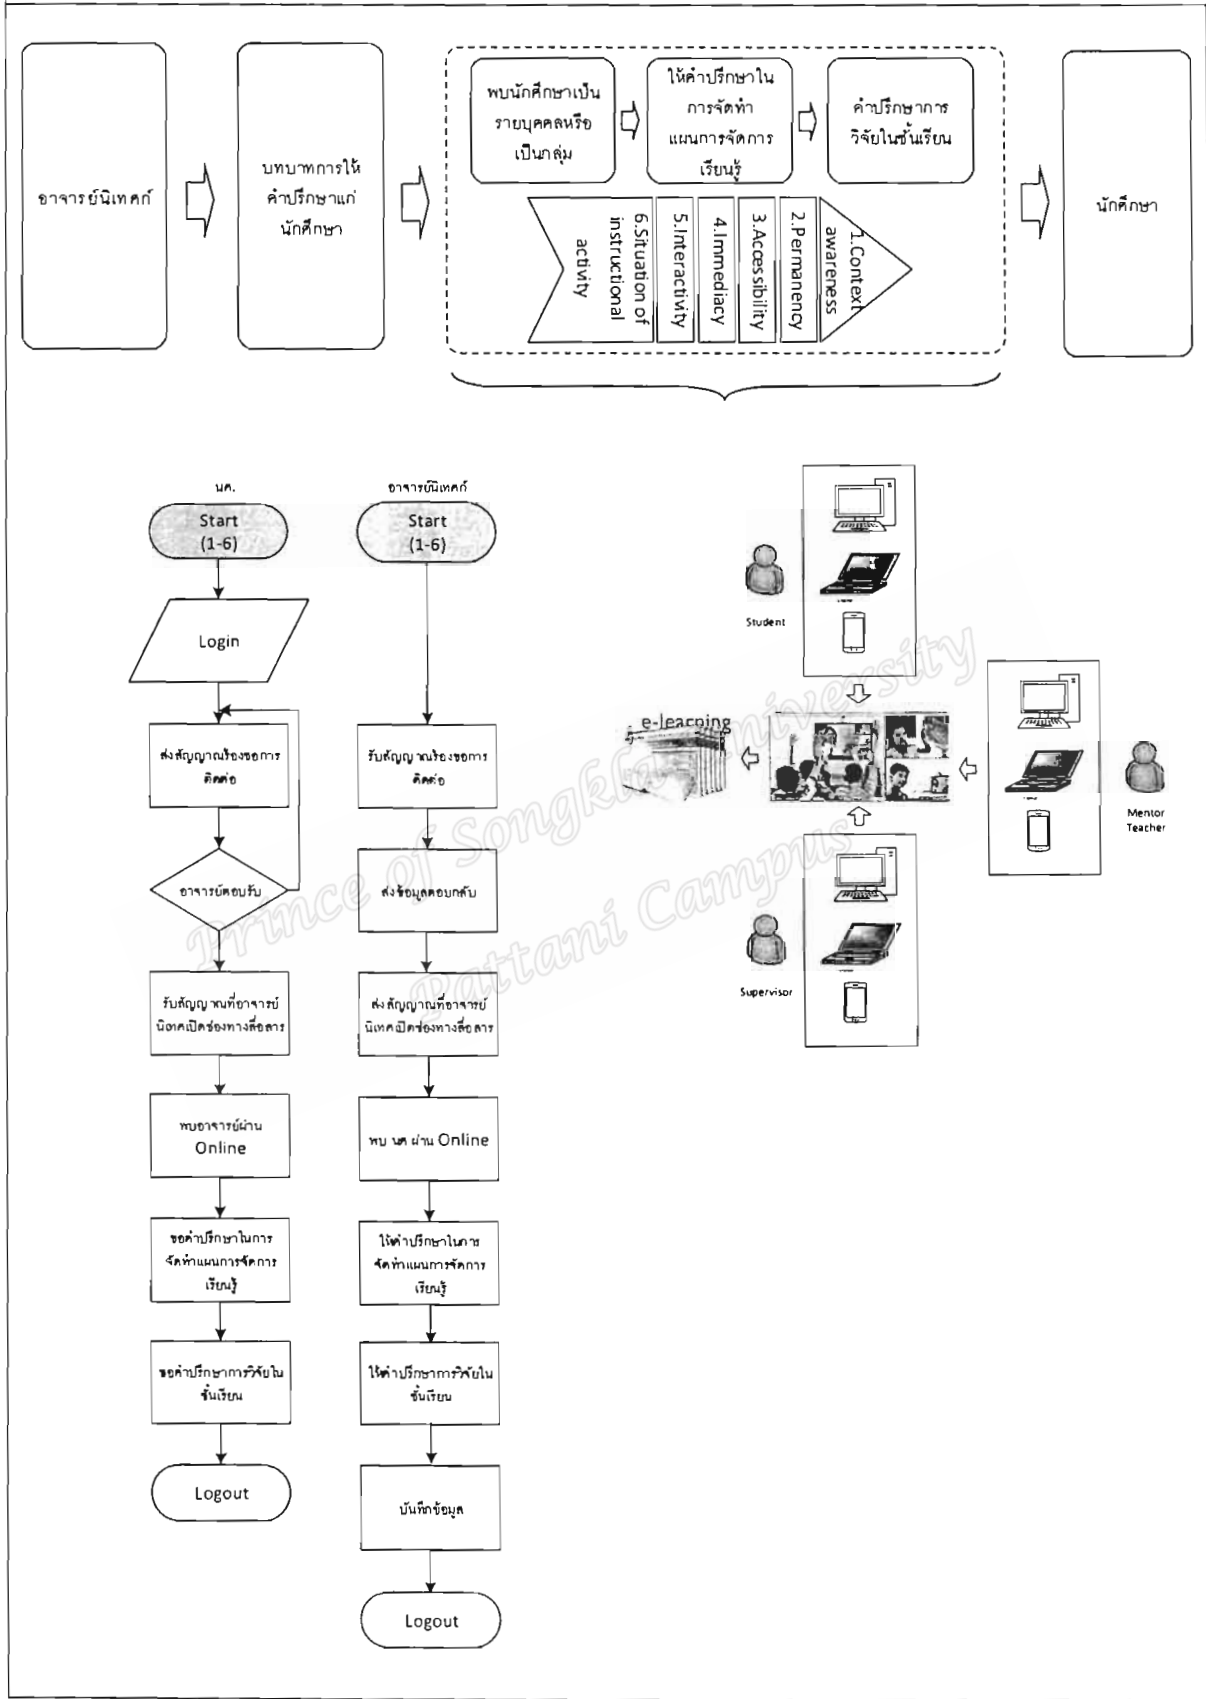 อาจารย์นิเทศก์
บทบาทการให้
คำปรึกษาแก่
นักศึกษา
พบนักศึกษาเป็น
รายบุคคลหรือ
เป็นกลุ่ม
ให้คำปรึกษาใน
การจัดทำ
แผนการจัดการ
เรียนรู้
คำปรึกษาการ
วิจัยในชั้นเรียน
1.Context
awareness
2.Permanency
3.Accessibility
4.Immediacy
5.Interactivity
6.Situation of
instructional
activity
นักศึกษา
นศ.
Start
(1-6)
Login
ส่งสัญญาณร้องขอการ
ติดต่อ
อาจารย์ตอบรับ
รับสัญญาณที่อาจารย์
นิเทศเปิดช่องทางสื่อสาร
พบอาจารย์ผ่าน
Online
ขอคำปรึกษาในการ
จัดทำแผนการจัดการ
เรียนรู้
ขอคำปรึกษาการวิจัยใน
ชั้นเรียน
Logout
อาจารย์นิเทศก์
Start
(1-6)
รับสัญญาณร้องขอการ
ติดต่อ
ส่งข้อมูลตอบกลับ
ส่งสัญญาณที่อาจารย์
นิเทศเปิดช่องทางสื่อสาร
พบ นศ ผ่าน Online
ให้คำปรึกษาในการ
จัดทำแผนการจัดการ
เรียนรู้
ให้คำปรึกษาการวิจัยใน
ชั้นเรียน
บันทึกข้อมูล
Logout
Student
e-learning
Mentor
Teacher
Supervisor
Prince of Songkla University
Pattani Campus